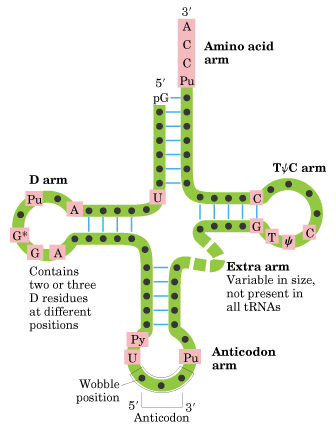 3′
A
C
C
Pu
Amino acid
arm
5′
pG
D arm
TψC arm
Pu
A
U
C
G*
G
A
G
T
ψ
C
Contains
two or three
D residues
at different
positions
Extra arm
Variable in size,
not present in
all tRNAs
Py
U
Pu
Anticodon
arm
Wobble
position
5′
3′
Anticodon